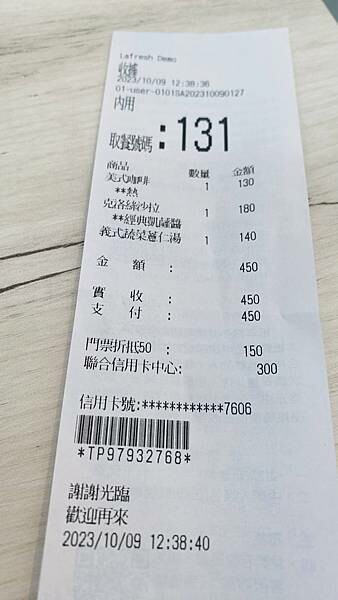 Lafresh Demo
收據
2023/10/09 12:38:36
01-user-0101SA202310090127
內用
取餐號碼:131
商品 數量 金額
美式咖啡 1 130
**熱
克洛絲沙拉 1 180
**經典凱薩醬
義式蔬菜薏仁湯 1 140
金額: 450
實收: 450
支付: 450
門票折抵50: 150
聯合信用卡中心: 300
信用卡號:************7606
*TP97932768*
謝謝光臨
歡迎再來
2023/10/09 12:38:40